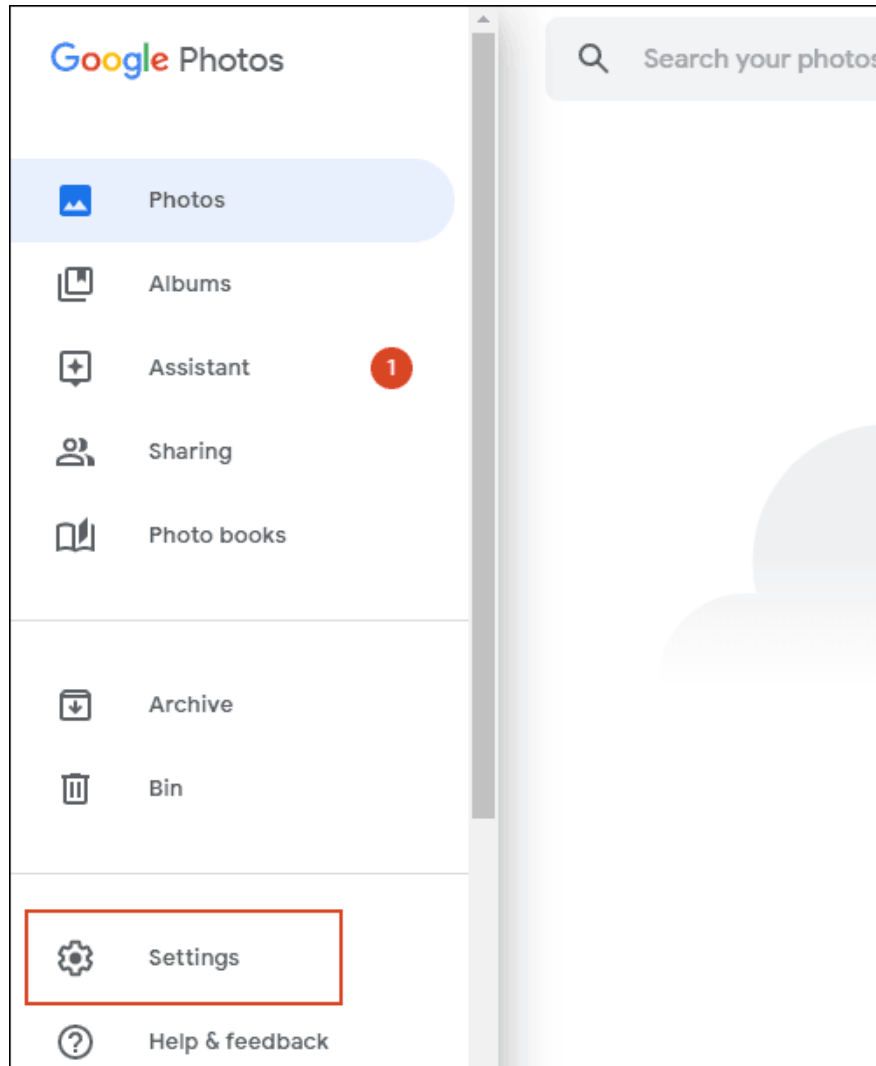 Google Photos
Search your photos
Photos
Albums
Assistant
1
Sharing
Photo books
Archive
Bin
Settings
Help & feedback